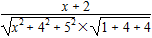 x + 2
√x² + 4² + 5² × √1 + 4 + 4